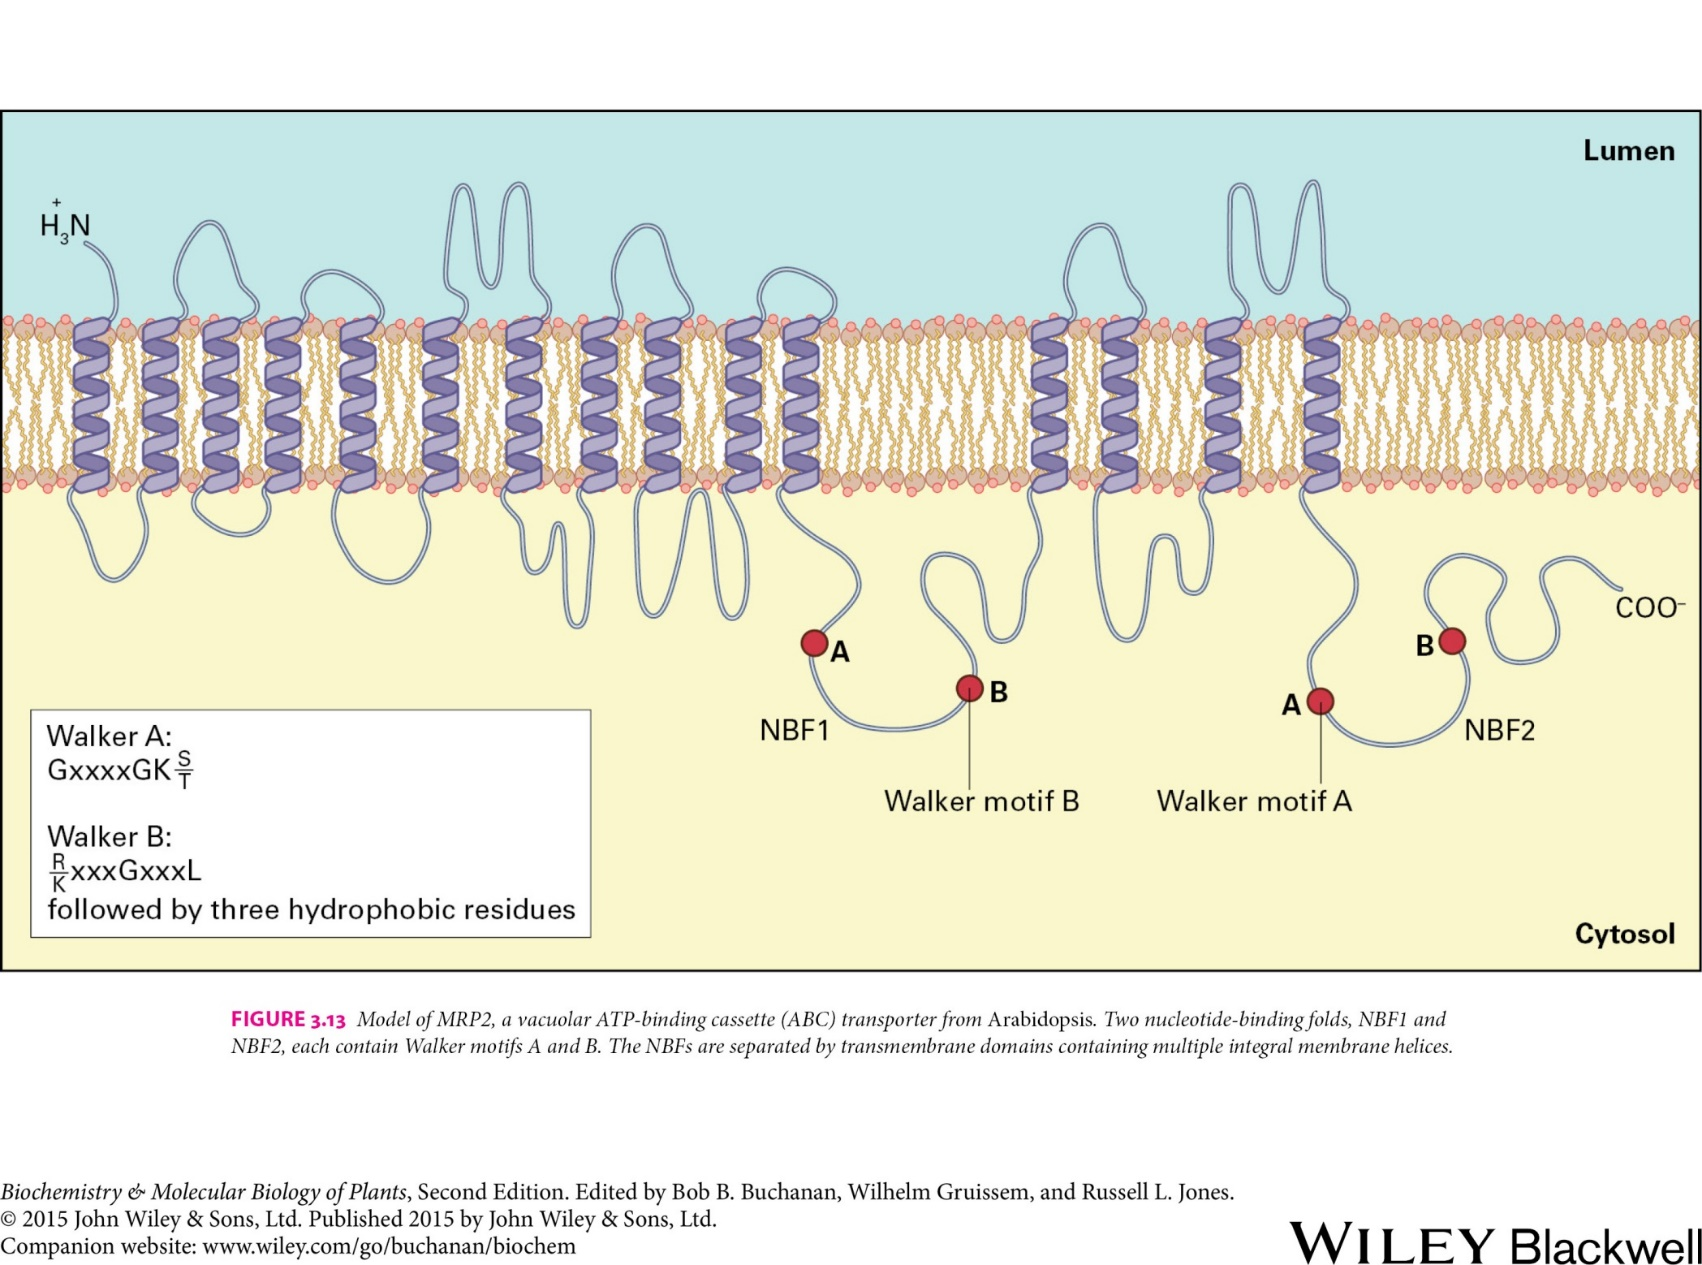 Lumen
+
H3N
COO–
A
B
B
A
NBF1
NBF2
Walker motif B
Walker motif A
Walker A:
GxxxxGK S/T
Walker B:
R/K xxxGxxxL
followed by three hydrophobic residues
Cytosol
FIGURE 3.13 Model of MRP2, a vacuolar ATP-binding cassette (ABC) transporter from Arabidopsis. Two nucleotide-binding folds, NBF1 and
NBF2, each contain Walker motifs A and B. The NBFs are separated by transmembrane domains containing multiple integral membrane helices.
Biochemistry & Molecular Biology of Plants, Second Edition. Edited by Bob B. Buchanan, Wilhelm Gruissem, and Russell L. Jones.
© 2015 John Wiley & Sons, Ltd. Published 2015 by John Wiley & Sons, Ltd.
Companion website: www.wiley.com/go/buchanan/biochem
WILEY Blackwell